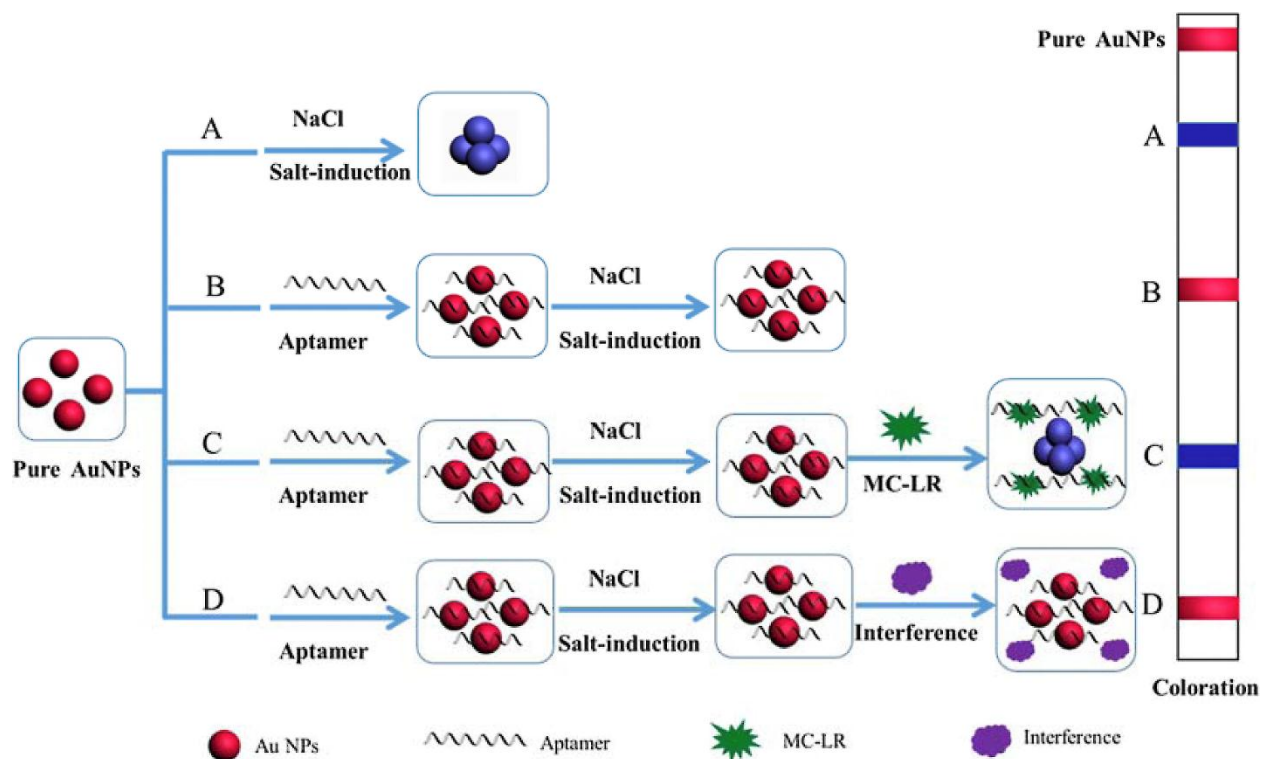 Pure AuNPs
A
NaCl
Salt-induction
A
B
Aptamer
NaCl
Salt-induction
B
Pure AuNPs
C
Aptamer
NaCl
Salt-induction
MC-LR
C
D
Aptamer
NaCl
Salt-induction
Interference
D
Coloration
Au NPs
Aptamer
MC-LR
Interference